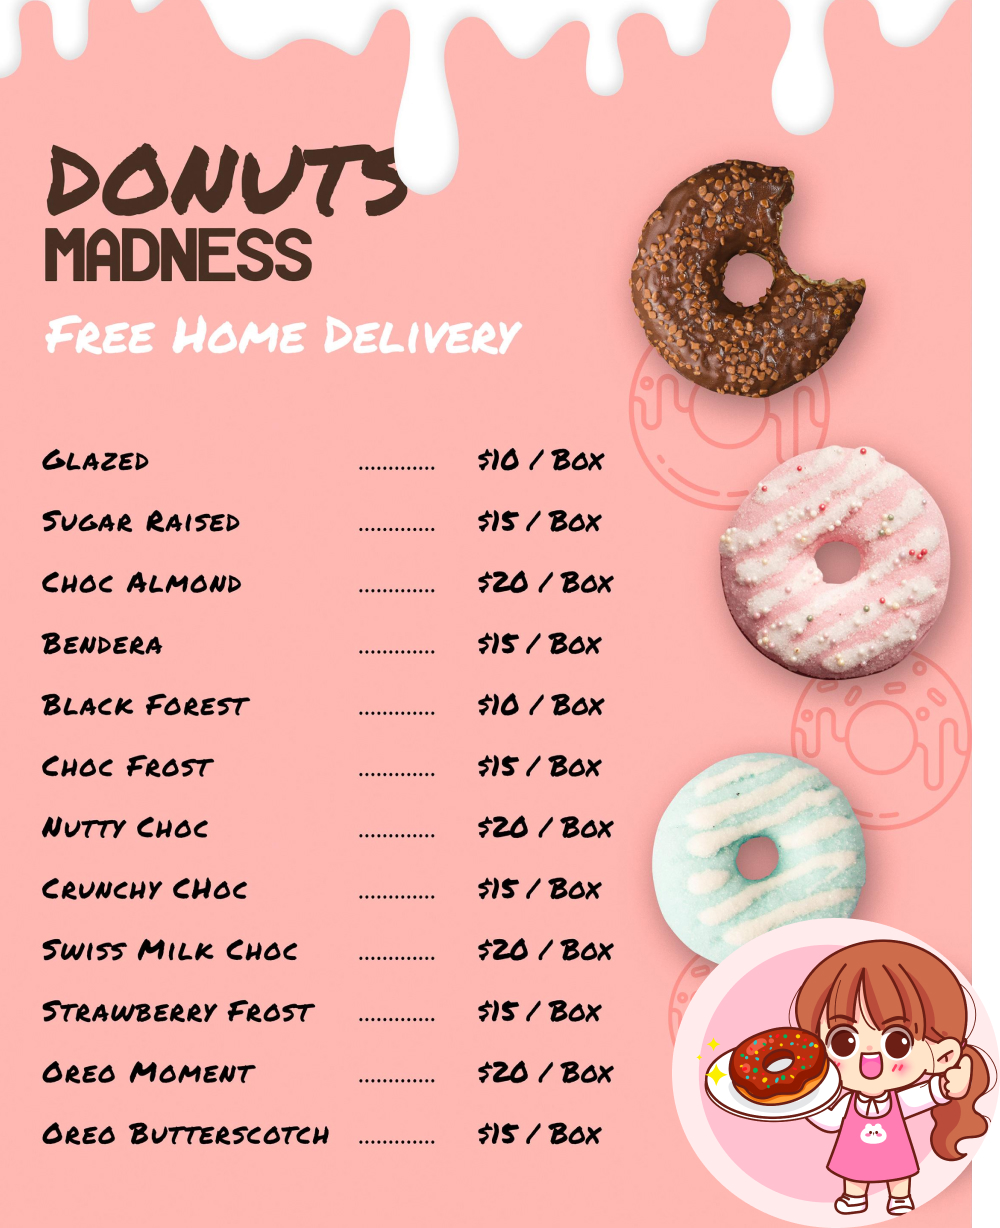 DONUTS
MADNESS
FREE HOME DELIVERY
GLAZED ............. $10 / BOX
SUGAR RAISED ............. $15 / BOX
CHOC ALMOND ............. $20 / BOX
BENDERA ............. $15 / BOX
BLACK FOREST ............. $10 / BOX
CHOC FROST ............. $15 / BOX
NUTTY CHOC ............. $20 / BOX
CRUNCHY CHOC ............. $15 / BOX
SWISS MILK CHOC ............. $20 / BOX
STRAWBERRY FROST ............. $15 / BOX
OREO MOMENT ............. $20 / BOX
OREO BUTTERSCOTCH ............. $15 / BOX